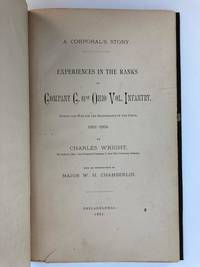 A CORPORAL'S STORY.
EXPERIENCES IN THE RANKS
OF
COMPANY C, 81ST OHIO VOL. INFANTRY,
DURING THE WAR FOR THE MAINTENANCE OF THE UNION,
1861-1864.
BY
CHARLES WRIGHT,
WITH AN INTRODUCTION BY
MAJOR W. H. CHAMBERLIN.
PHILADELPHIA: